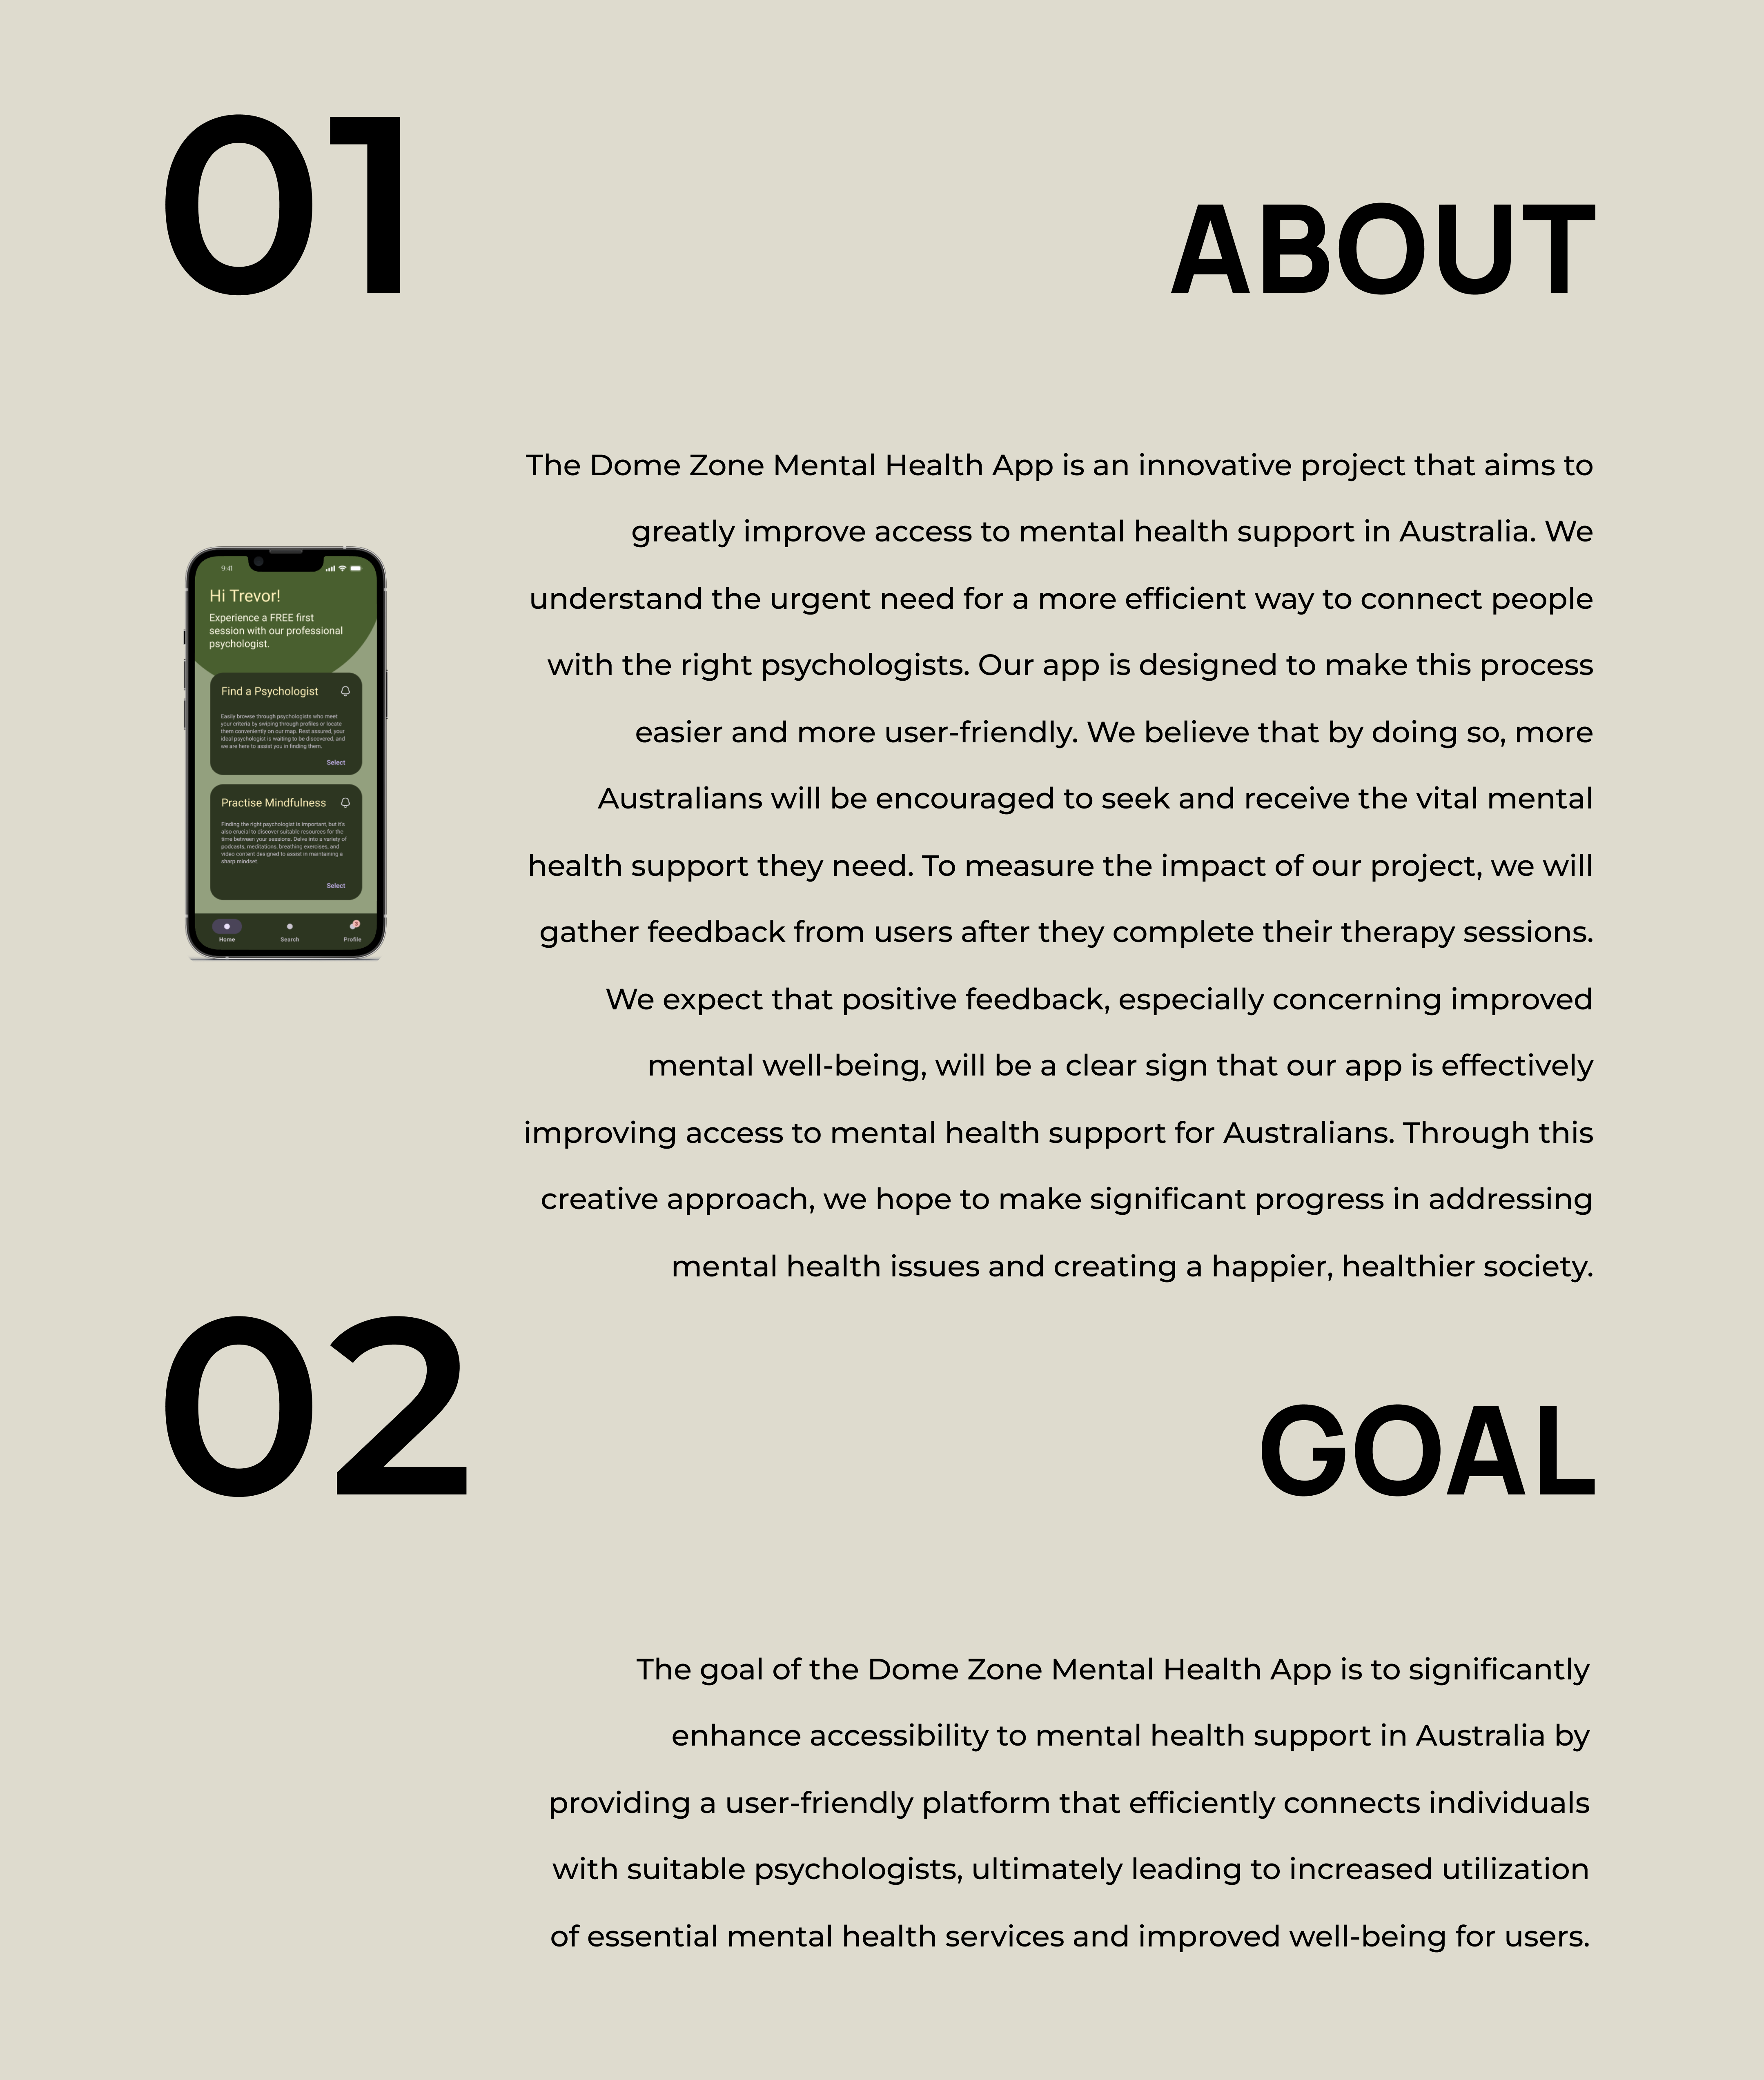 01
ABOUT
The Dome Zone Mental Health App is an innovative project that aims to
greatly improve access to mental health support in Australia. We
understand the urgent need for a more efficient way to connect people
with the right psychologists. Our app is designed to make this process
easier and more user-friendly. We believe that by doing so, more
Australians will be encouraged to seek and receive the vital mental
health support they need. To measure the impact of our project, we will
gather feedback from users after they complete their therapy sessions.
We expect that positive feedback, especially concerning improved
mental well-being, will be a clear sign that our app is effectively
improving access to mental health support for Australians. Through this
creative approach, we hope to make significant progress in addressing
mental health issues and creating a happier, healthier society.
9:41
Hi Trevor!
Experience a FREE first
session with our professional
psychologist.
Find a Psychologist
Easily browse through psychologists who meet
your criteria by swiping through profiles or locate
them conveniently on our map. Rest assured, your
ideal psychologist is waiting to be discovered, and
we are here to assist you in finding them.
Select
Practise Mindfulness
Finding the right psychologist is important, but it's
also crucial to discover suitable resources for the
time between your sessions. Delve into a variety of
podcasts, meditations, breathing exercises, and
video content designed to assist in maintaining a
sharp mindset.
Select
Home
Search
Profile
02
GOAL
The goal of the Dome Zone Mental Health App is to significantly
enhance accessibility to mental health support in Australia by
providing a user-friendly platform that efficiently connects individuals
with suitable psychologists, ultimately leading to increased utilization
of essential mental health services and improved well-being for users.